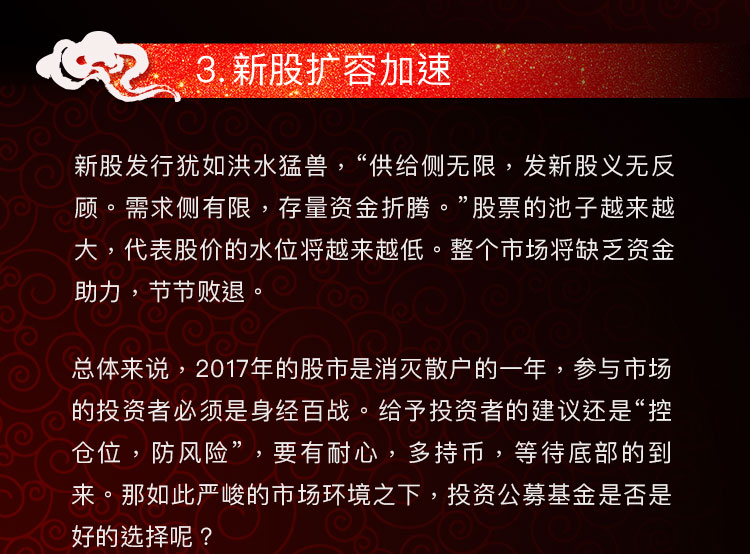 3. 新股扩容加速
新股发行犹如洪水猛兽，“供给侧无限，发新股义无反
顾。需求侧有限，存量资金折腾。”股票的池子越来越
大，代表股价的水位将越来越低。整个市场将缺乏资金
助力，节节败退。
总体来说，2017年的股市是消灭散户的一年，参与市场
的投资者必须是身经百战。给予投资者的建议还是“控
仓位，防风险”，要有耐心，多持币，等待底部的到
来。那如此严峻的市场环境之下，投资公募基金是否是
好的选择呢？